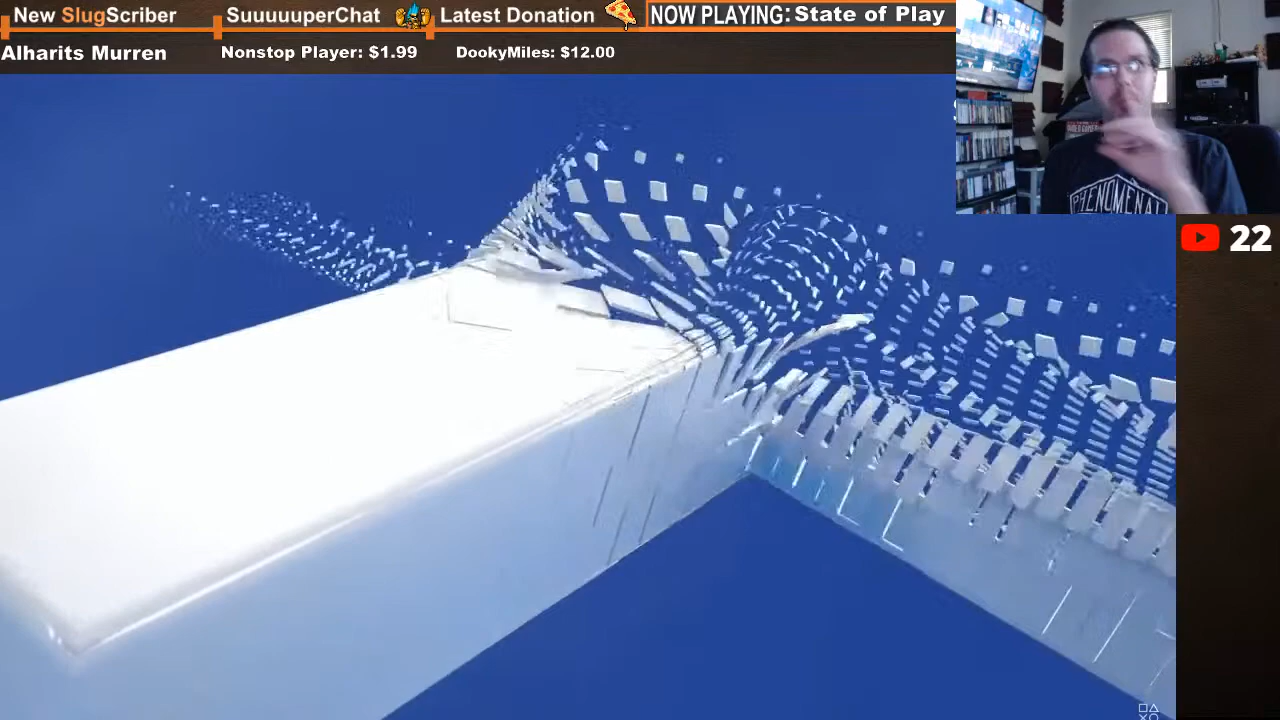 New SlugScriber
SuuuuuperChat
Latest Donation
NOW PLAYING: State of Play
Alharits Murren
Nonstop Player: $1.99
DookyMiles: $12.00
PHENOMENAL
22